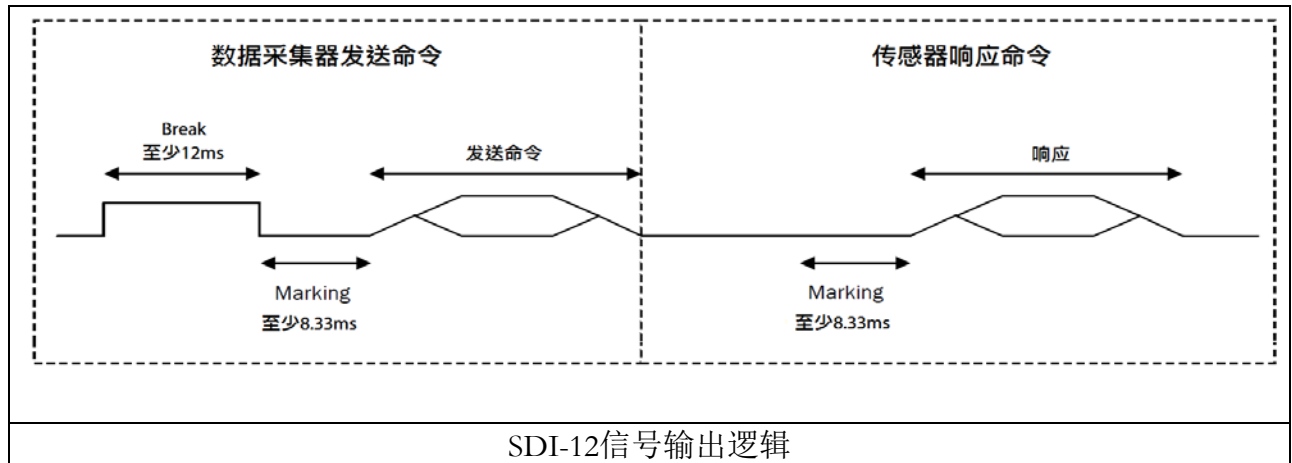 数据采集器发送命令
传感器响应命令
Break
至少12ms
发送命令
响应
Marking
至少8.33ms
Marking
至少8.33ms
SDI-12信号输出逻辑